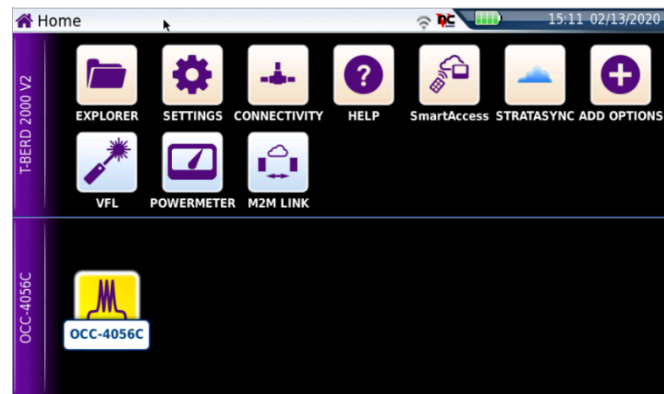 Home
15:11 02/13/2020
T-BERD 2000 V2
EXPLORER SETTINGS CONNECTIVITY HELP SmartAccess STRATASYNC ADD OPTIONS
VFL POWERMETER M2M LINK
OCC-4056C
OCC-4056C